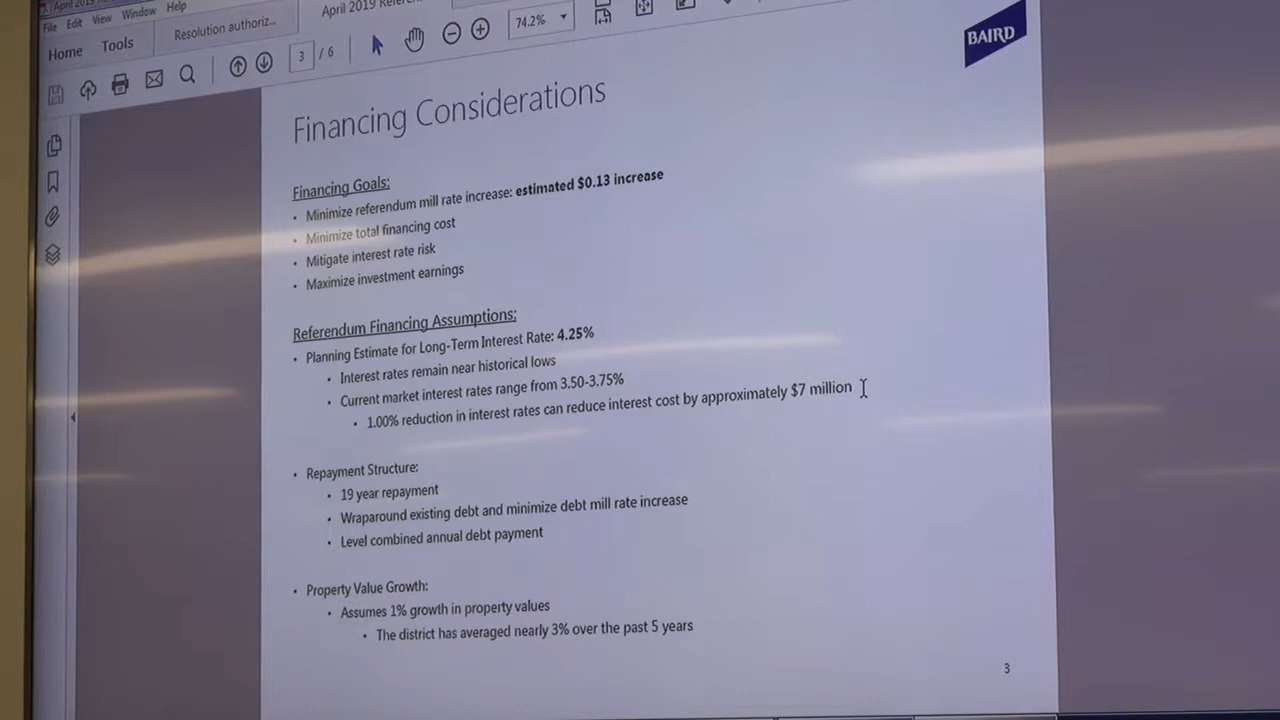 File Edit View Window Help
Home Tools Resolution authoriz... April 2019
3 / 6 74.2%
BAIRD
Financing Considerations
Financing Goals:
• Minimize referendum mill rate increase: estimated $0.13 increase
• Minimize total financing cost
• Mitigate interest rate risk
• Maximize investment earnings
Referendum Financing Assumptions:
• Planning Estimate for Long-Term Interest Rate: 4.25%
• Interest rates remain near historical lows
• Current market interest rates range from 3.50-3.75%
• 1.00% reduction in interest rates can reduce interest cost by approximately $7 million
• Repayment Structure:
• 19 year repayment
• Wraparound existing debt and minimize debt mill rate increase
• Level combined annual debt payment
• Property Value Growth:
• Assumes 1% growth in property values
• The district has averaged nearly 3% over the past 5 years
3